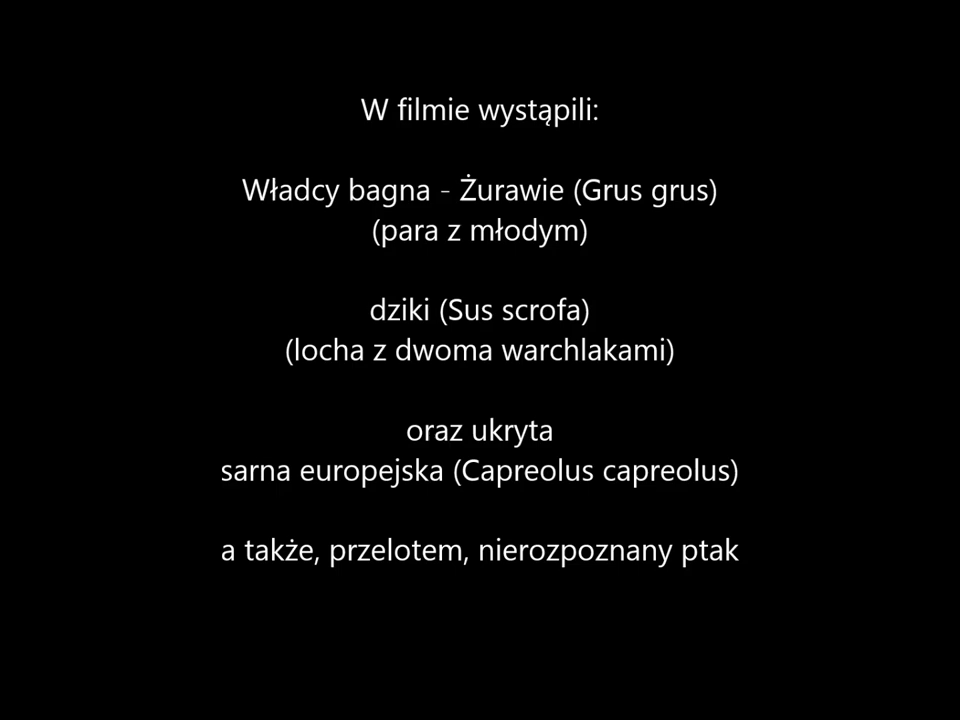 W filmie wystąpili:
Władcy bagna - Żurawie (Grus grus)
(para z młodym)
dziki (Sus scrofa)
(locha z dwoma warchlakami)
oraz ukryta
sarna europejska (Capreolus capreolus)
a także, przelotem, nierozpoznany ptak